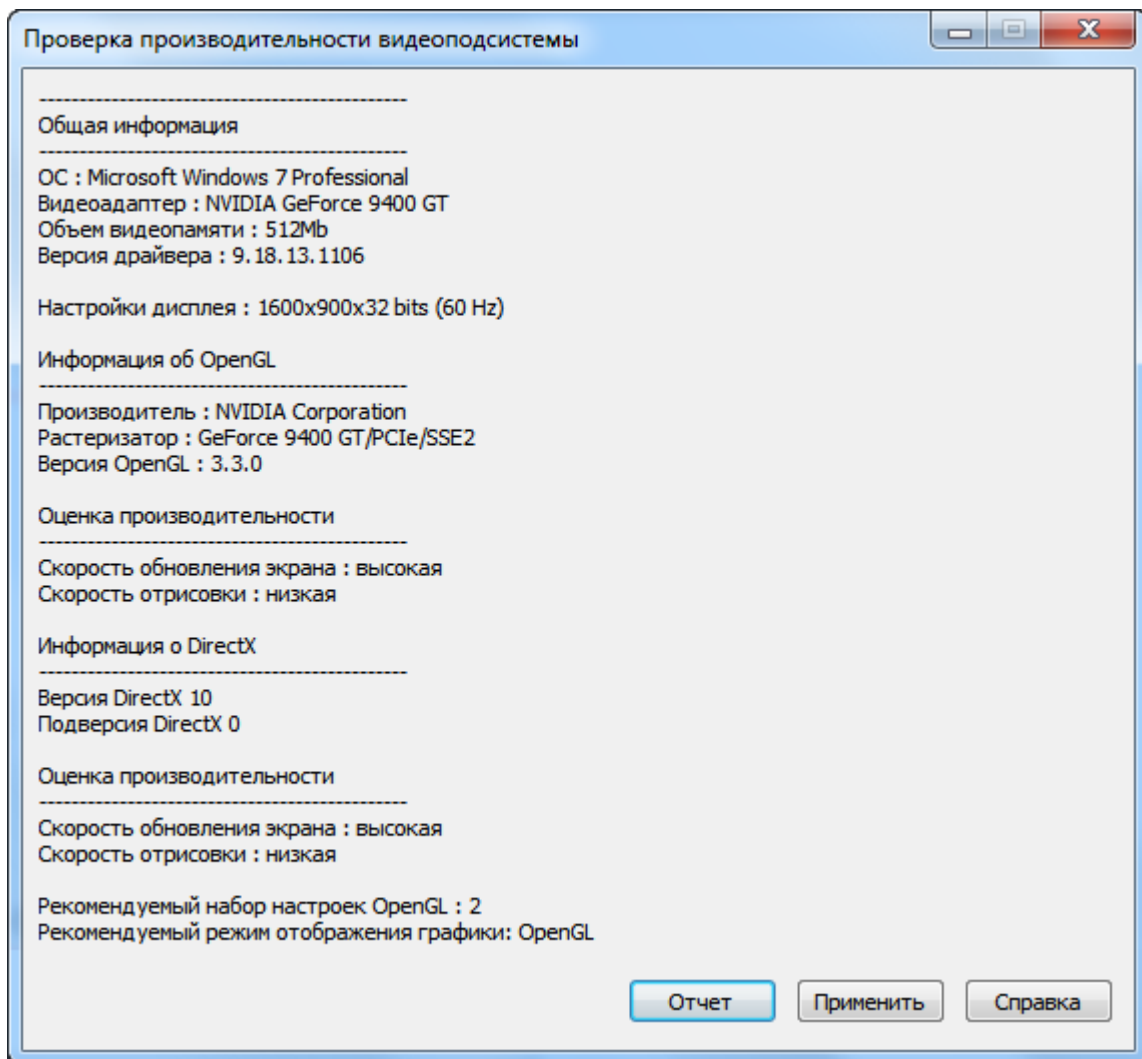 Проверка производительности видеоподсистемы
----------------------------------------------
Общая информация
----------------------------------------------
ОС : Microsoft Windows 7 Professional
Видеоадаптер : NVIDIA GeForce 9400 GT
Объем видеопамяти : 512Mb
Версия драйвера : 9.18.13.1106
Настройки дисплея : 1600x900x32 bits (60 Hz)
Информация об OpenGL
----------------------------------------------
Производитель : NVIDIA Corporation
Растеризатор : GeForce 9400 GT/PCIe/SSE2
Версия OpenGL : 3.3.0
Оценка производительности
----------------------------------------------
Скорость обновления экрана : высокая
Скорость отрисовки : низкая
Информация о DirectX
----------------------------------------------
Версия DirectX 10
Подверсия DirectX 0
Оценка производительности
----------------------------------------------
Скорость обновления экрана : высокая
Скорость отрисовки : низкая
Рекомендуемый набор настроек OpenGL : 2
Рекомендуемый режим отображения графики: OpenGL
Отчет
Применить
Справка